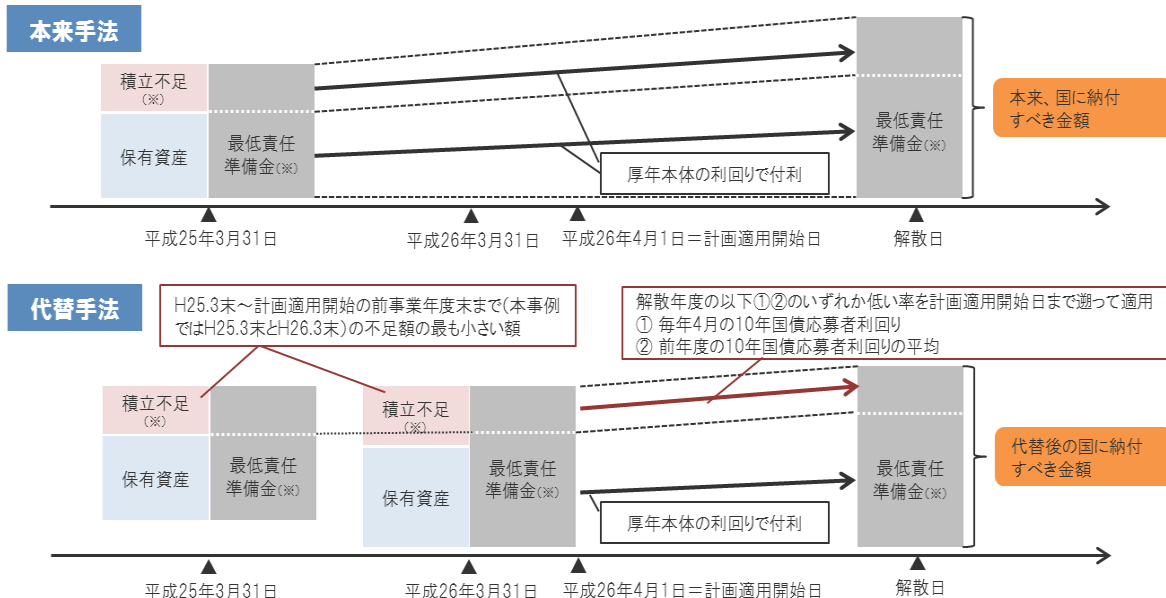 本来手法
積立不足
(※)
保有資産
最低責任
準備金(※)
厚年本体の利回りで付利
最低責任
準備金(※)
本来、国に納付
すべき金額
平成25年3月31日
平成26年3月31日
平成26年4月1日＝計画適用開始日
解散日
代替手法
H25.3末～計画適用開始の前事業年度末まで(本事例
ではH25.3末とH26.3末)の不足額の最も小さい額
解散年度の以下①②のいずれか低い率を計画適用開始日まで遡って適用
① 毎年4月の10年国債応募者利回り
② 前年度の10年国債応募者利回りの平均
積立不足
(※)
保有資産
最低責任
準備金(※)
積立不足
(※)
保有資産
最低責任
準備金(※)
厚年本体の利回りで付利
最低責任
準備金(※)
代替後の国に納付
すべき金額
平成25年3月31日
平成26年3月31日
平成26年4月1日＝計画適用開始日
解散日